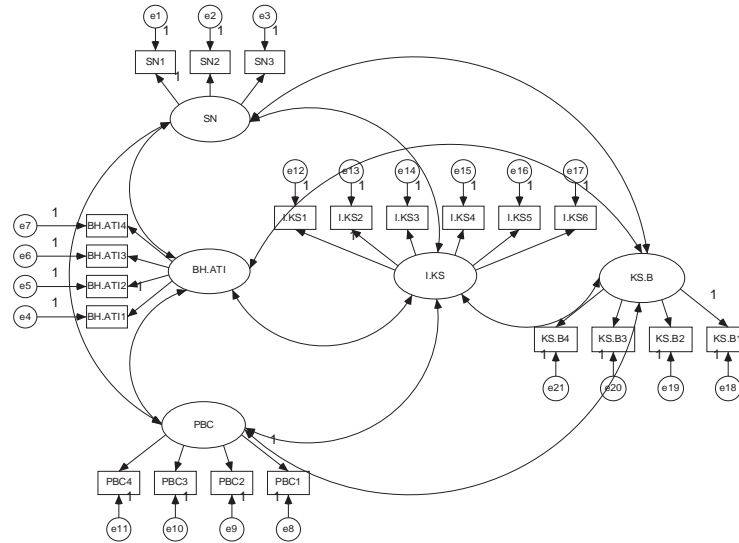 e1 e2 e3
1 1 1
SN1 SN2 SN3
1
SN
e12 e13 e14 e15 e16 e17
1 1 1 1 1 1
I.KS1 I.KS2 I.KS3 I.KS4 I.KS5 I.KS6
1
1
e7 BH.ATI4
1
e6 BH.ATI3
1
e5 BH.ATI2 1
1
e4 BH.ATI1
BH.ATI
I.KS
KS.B
1
KS.B4 KS.B3 KS.B2 KS.B1
1 1 1 1
e21 e20 e19 e18
PBC
1
PBC4 PBC3 PBC2 PBC1
1 1 1 1
e11 e10 e9 e8